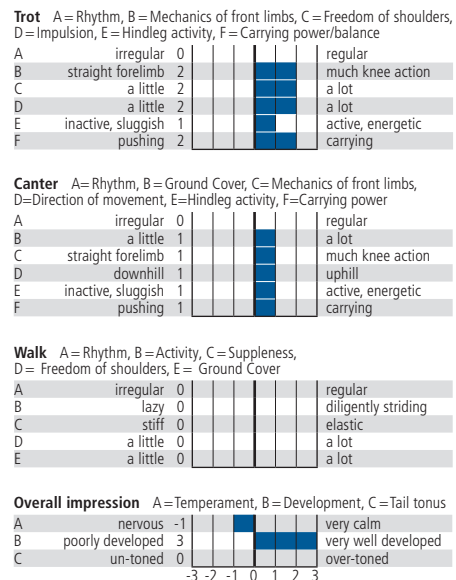 Trot A=Rhythm, B=Mechanics of front limbs, C=Freedom of shoulders,
D=Impulsion, E=Hindleg activity, F=Carrying power/balance
A irregular 0 regular
B straight forelimb 2 much knee action
C a little 2 a lot
D a little 2 a lot
E inactive, sluggish 1 active, energetic
F pushing 2 carrying
Canter A=Rhythm, B=Ground Cover, C=Mechanics of front limbs,
D=Direction of movement, E=Hindleg activity, F=Carrying power
A irregular 0 regular
B a little 1 a lot
C straight forelimb 1 much knee action
D downhill 1 uphill
E inactive, sluggish 1 active, energetic
F pushing 1 carrying
Walk A=Rhythm, B=Activity, C=Suppleness,
D= Freedom of shoulders, E= Ground Cover
A irregular 0 regular
B lazy 0 diligently striding
C stiff 0 elastic
D a little 0 a lot
E a little 0 a lot
Overall impression A=Temperament, B=Development, C=Tail tonus
A nervous -1 very calm
B poorly developed 3 very well developed
C un-toned 0 over-toned
-3 -2 -1 0 1 2 3